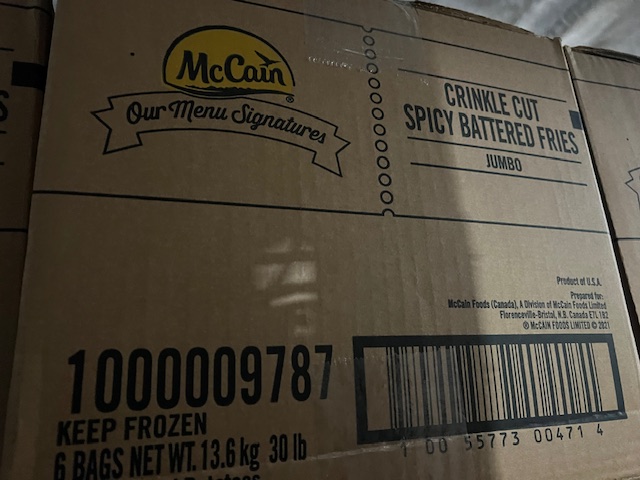 McCain
®
Our Menu Signatures
CRINKLE CUT
SPICY BATTERED FRIES
JUMBO
Product of U.S.A.
Prepared for:
McCain Foods (Canada), A Division of McCain Foods Limited
Florenceville-Bristol, N.B. Canada E7L 1B2
® McCAIN FOODS LIMITED © 2021
1000009787
KEEP FROZEN
6 BAGS NET WT. 13.6 kg 30 lb
1 00 55773 00471 4